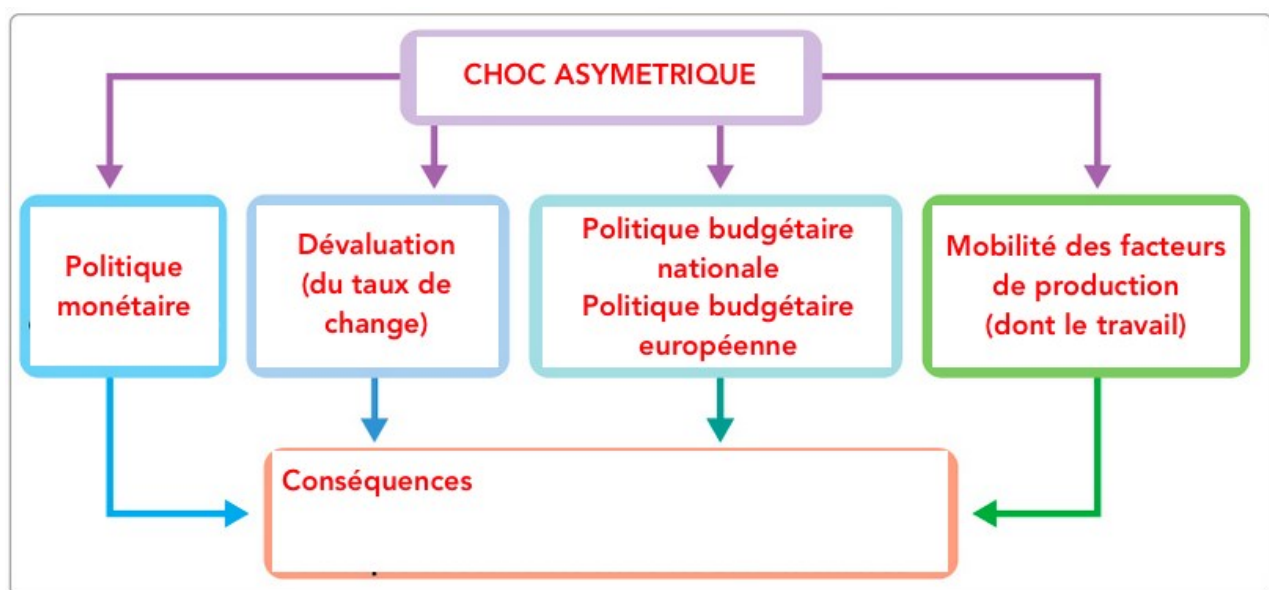 CHOC ASYMETRIQUE
Politique
monétaire
Dévaluation
(du taux de
change)
Politique budgétaire
nationale
Politique budgétaire
européenne
Mobilité des facteurs
de production
(dont le travail)
Conséquences